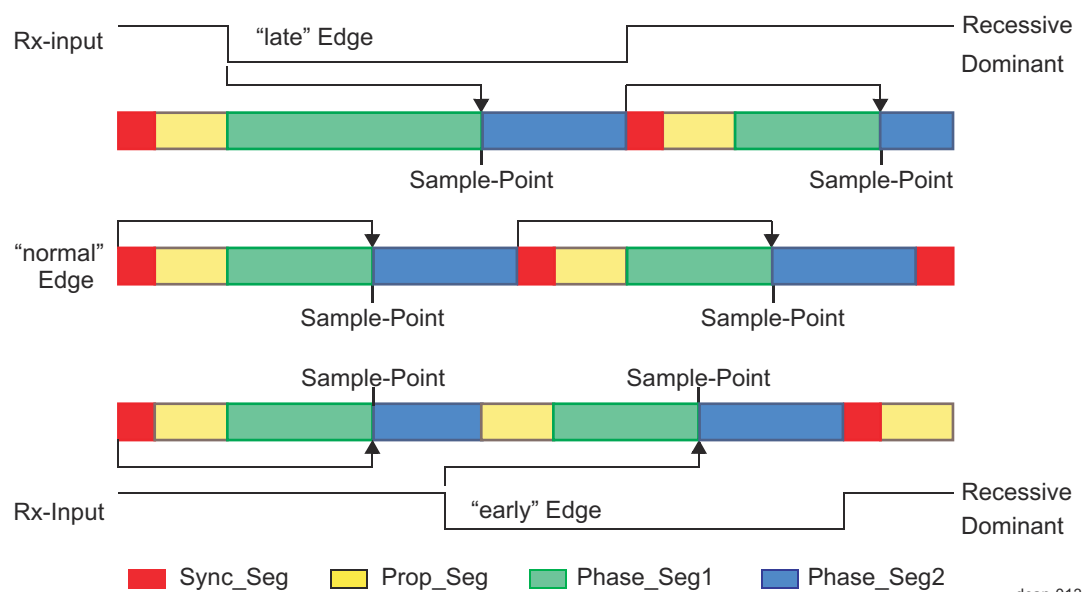 Rx-input
“late” Edge
Recessive
Dominant
Sample-Point
Sample-Point
“normal”
Edge
Sample-Point
Sample-Point
Sample-Point
Sample-Point
Rx-Input
“early” Edge
Recessive
Dominant
Sync_Seg
Prop_Seg
Phase_Seg1
Phase_Seg2